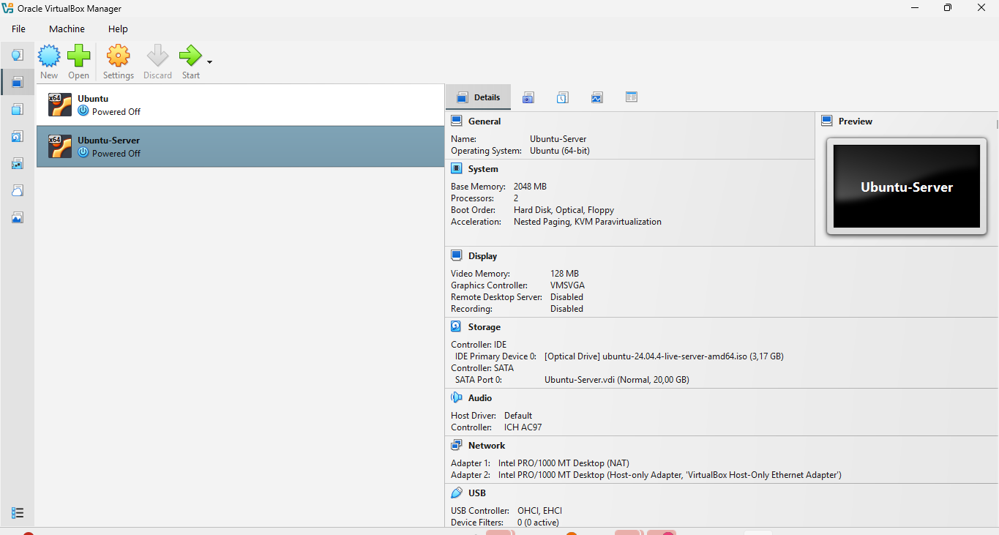 Oracle VirtualBox Manager
File Machine Help
New Open Settings Discard Start
x64 Ubuntu
Powered Off
x64 Ubuntu-Server
Powered Off
Details
General
Name: Ubuntu-Server
Operating System: Ubuntu (64-bit)
Preview
Ubuntu-Server
System
Base Memory: 2048 MB
Processors: 2
Boot Order: Hard Disk, Optical, Floppy
Acceleration: Nested Paging, KVM Paravirtualization
Display
Video Memory: 128 MB
Graphics Controller: VMSVGA
Remote Desktop Server: Disabled
Recording: Disabled
Storage
Controller: IDE
IDE Primary Device 0: [Optical Drive] ubuntu-24.04.4-live-server-amd64.iso (3,17 GB)
Controller: SATA
SATA Port 0: Ubuntu-Server.vdi (Normal, 20,00 GB)
Audio
Host Driver: Default
Controller: ICH AC97
Network
Adapter 1: Intel PRO/1000 MT Desktop (NAT)
Adapter 2: Intel PRO/1000 MT Desktop (Host-only Adapter, 'VirtualBox Host-Only Ethernet Adapter')
USB
USB Controller: OHCI, EHCI
Device Filters: 0 (0 active)